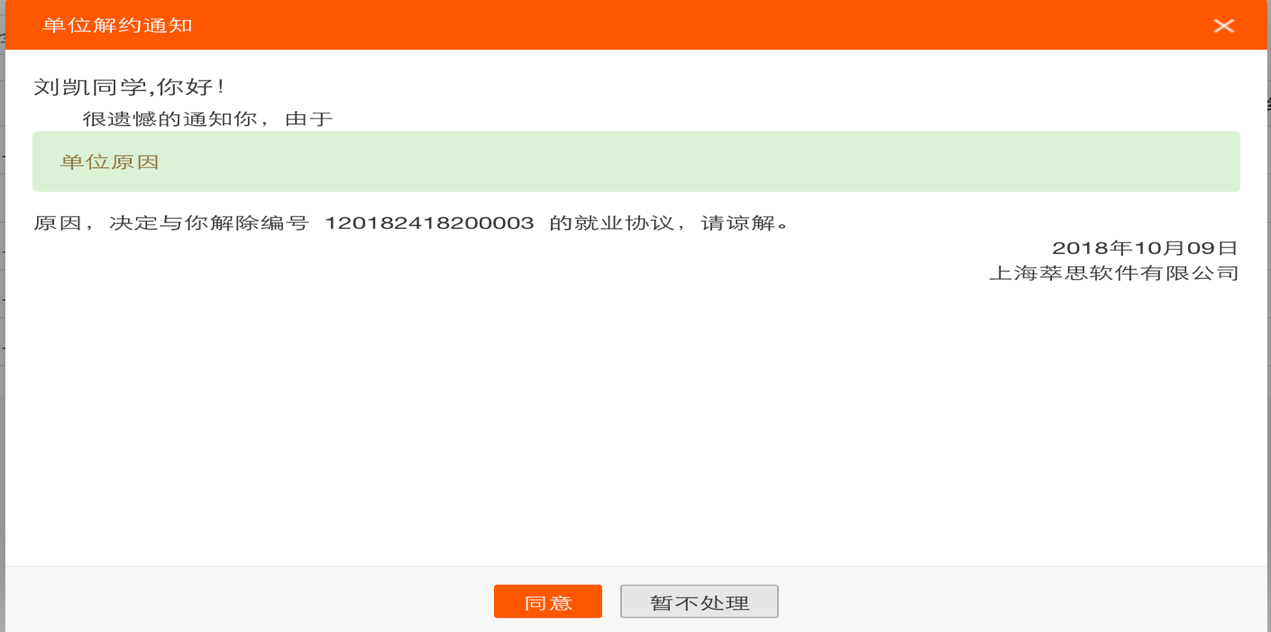 单位解约通知
刘凯同学,你好！
很遗憾的通知你，由于
单位原因
原因，决定与你解除编号 120182418200003 的就业协议，请谅解。
2018年10月09日
上海萃思软件有限公司
同意
暂不处理